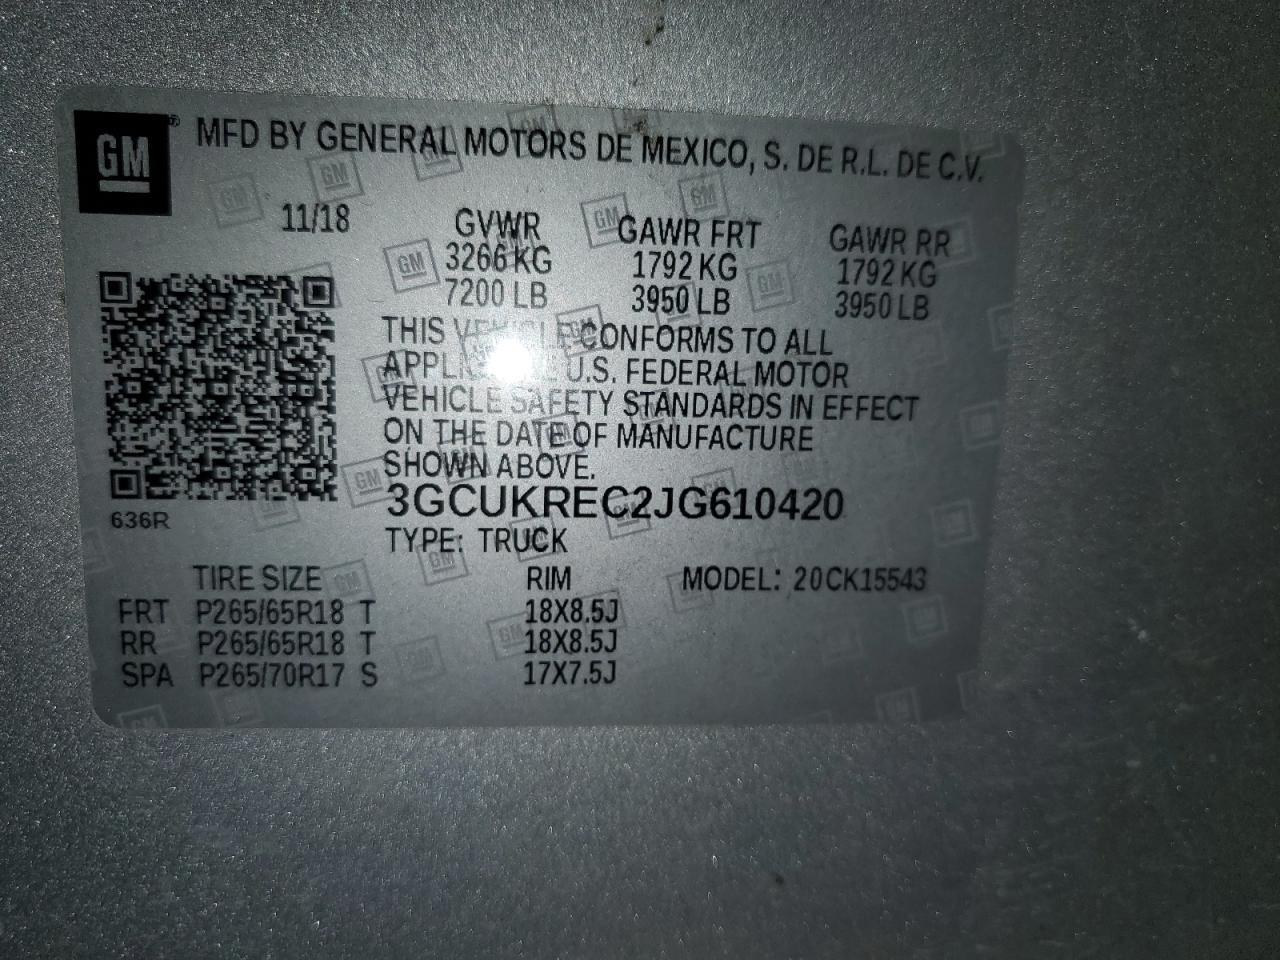 GM
MFD BY GENERAL MOTORS DE MEXICO, S. DE R.L. DE C.V.
11/18 GVWR GAWR FRT GAWR RR
3266 KG 1792 KG 1792 KG
7200 LB 3950 LB 3950 LB
THIS VEHICLE CONFORMS TO ALL
U.S. FEDERAL MOTOR
VEHICLE SAFETY STANDARDS IN EFFECT
ON THE DATE OF MANUFACTURE
SHOWN ABOVE.
3GCUKREC2JG610420
636R
TYPE: TRUCK
TIRE SIZE RIM MODEL: 20CK15543
FRT P265/65R18 T 18X8.5J
RR P265/65R18 T 18X8.5J
SPA P265/70R17 S 17X7.5J